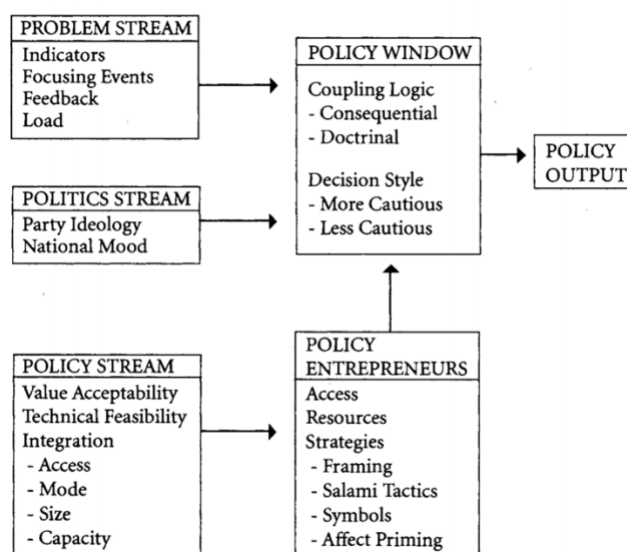 PROBLEM STREAM
Indicators
Focusing Events
Feedback
Load
POLITICS STREAM
Party Ideology
National Mood
POLICY STREAM
Value Acceptability
Technical Feasibility
Integration
- Access
- Mode
- Size
- Capacity
POLICY WINDOW
Coupling Logic
- Consequential
- Doctrinal
Decision Style
- More Cautious
- Less Cautious
POLICY
ENTREPRENEURS
Access
Resources
Strategies
- Framing
- Salami Tactics
- Symbols
- Affect Priming
POLICY
OUTPUT